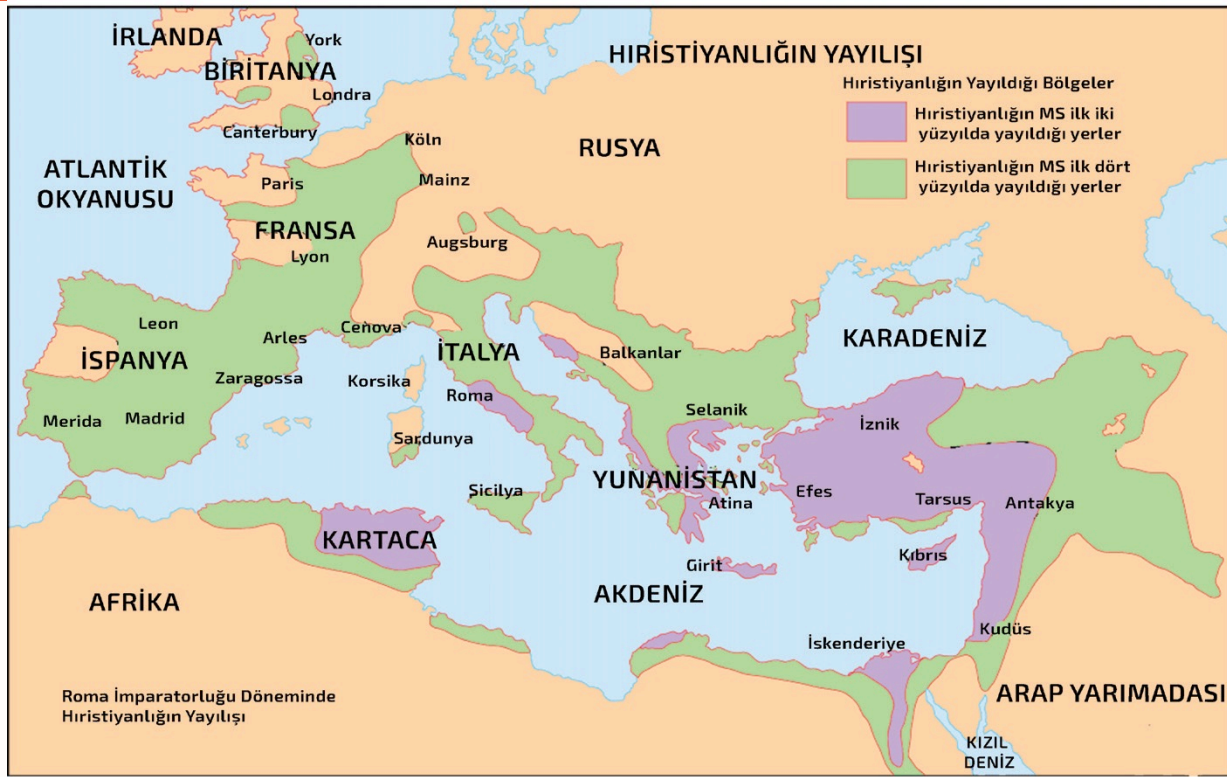 HIRİSTİYANLIĞIN YAYILIŞI
Hıristiyanlığın Yayıldığı Bölgeler
Hıristiyanlığın MS ilk iki
yüzyılda yayıldığı yerler
Hıristiyanlığın MS ilk dört
yüzyılda yayıldığı yerler
İRLANDA
York
BİRİTANYA
Londra
Canterbury
Köln
RUSYA
ATLANTİK
OKYANUSU
Paris
Mainz
FRANSA
Augsburg
Lyon
Leon
Arles
Cenova
İTALYA
Balkanlar
KARADENİZ
İSPANYA
Zaragossa
Korsika
Roma
Merida
Madrid
Sardunya
Selanik
İznik
YUNANİSTAN
Sicilya
Atina
Efes
Tarsus
Antakya
KARTACA
Girit
Kıbrıs
AFRİKA
AKDENİZ
İskenderiye
Kudüs
ARAP YARIMADASI
KIZIL
DENİZ
Roma İmparatorluğu Döneminde
Hıristiyanlığın Yayılışı